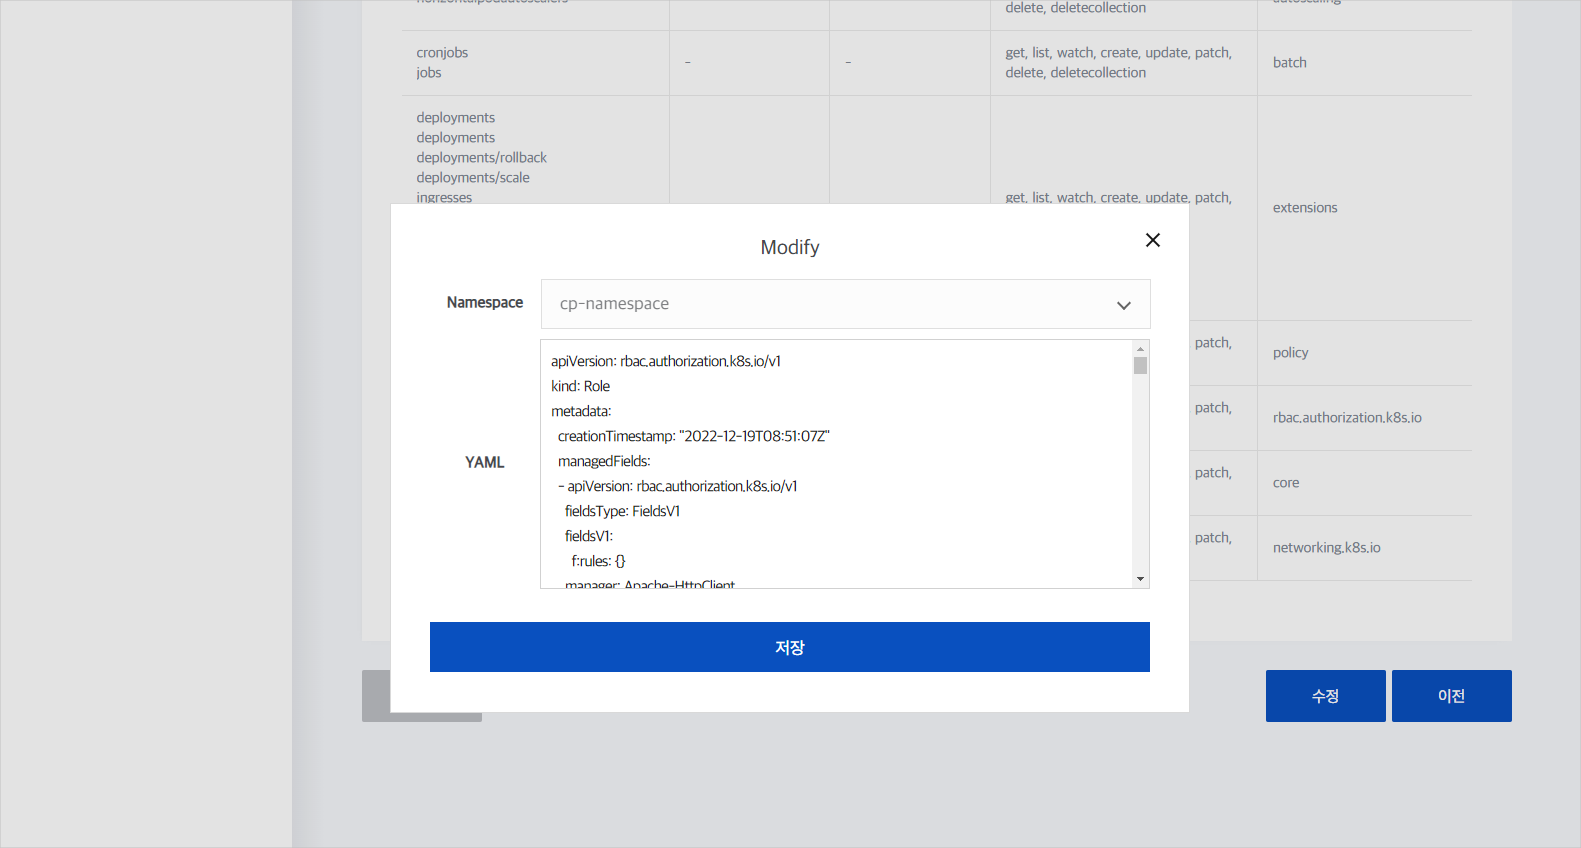 horizontalpodautoscalers
delete, deletecollection
autoscaling
cronjobs
jobs
-
-
get, list, watch, create, update, patch,
delete, deletecollection
batch
deployments
deployments
deployments/rollback
deployments/scale
ingresses
get, list, watch, create, update, patch,
extensions
Modify
Namespace
cp-namespace
YAML
apiVersion: rbac.authorization.k8s.io/v1
kind: Role
metadata:
creationTimestamp: "2022-12-19T08:51:07Z"
managedFields:
- apiVersion: rbac.authorization.k8s.io/v1
fieldsType: FieldsV1
fieldsV1:
f:rules: {}
manager: Apache-HttpClient
저장
patch,
policy
patch,
rbac.authorization.k8s.io
patch,
core
patch,
networking.k8s.io
수정
이전